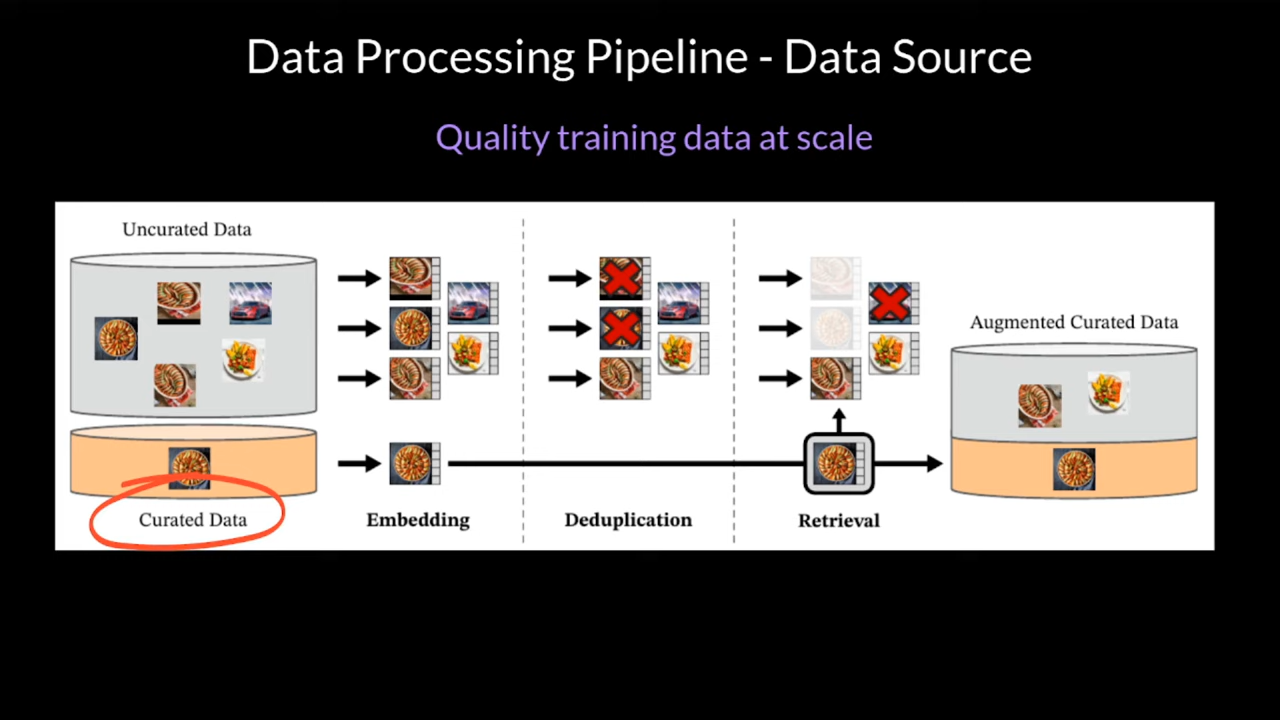 Data Processing Pipeline - Data Source
Quality training data at scale
Uncurated Data
Augmented Curated Data
Curated Data
Embedding
Deduplication
Retrieval